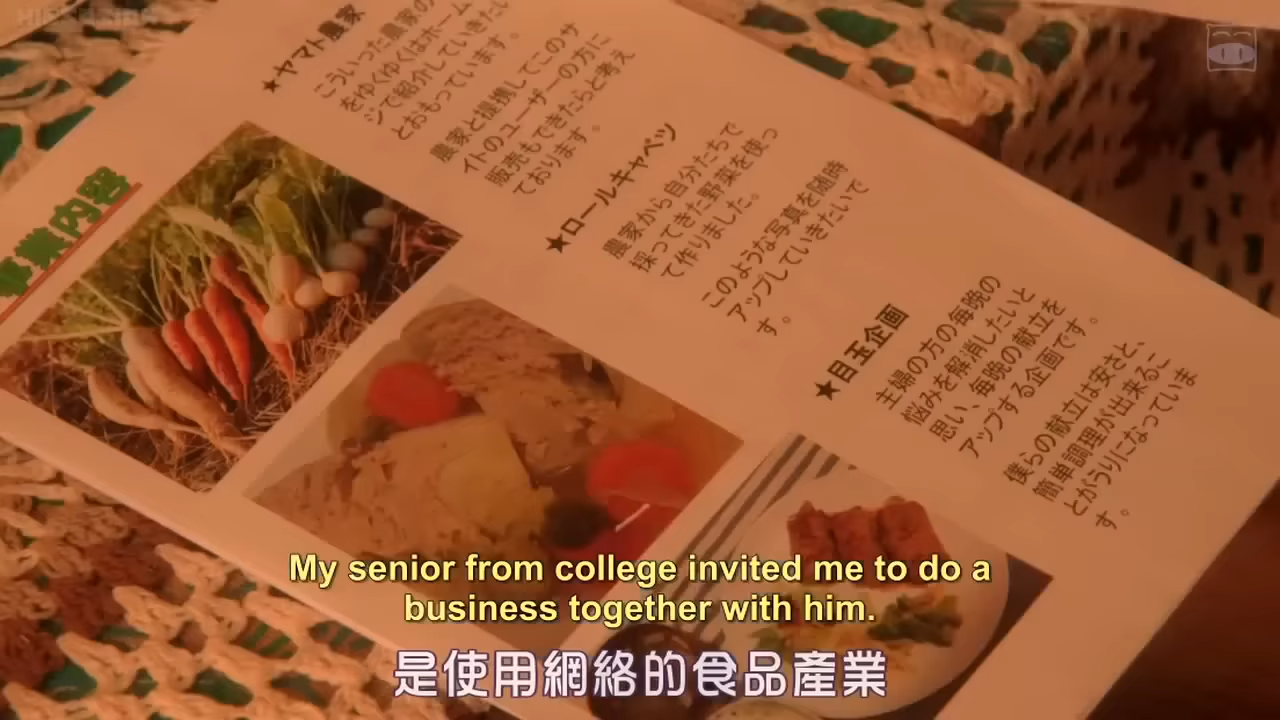 事業内容
★ヤマト農家
こういった農家の
をゆくゆくはホーム
ジで紹介していきたい
とおもっています。
農家と提携してこのサ
イトのユーザーの方に
販売もできたらと考え
ております。
★ロールキャベツ
農家から自分たちで
採ってきた野菜を使っ
て作りました。
このような写真を随時
アップしていきたいで
す。
★目玉企画
主婦の方の毎晩の
悩みを解消したいと
思い、毎晩の献立を
アップする企画です。
僕らの献立は安さと、
簡単調理が出来るこ
とがうりになっていま
す。
My senior from college invited me to do a
business together with him.
是使用網絡的食品產業